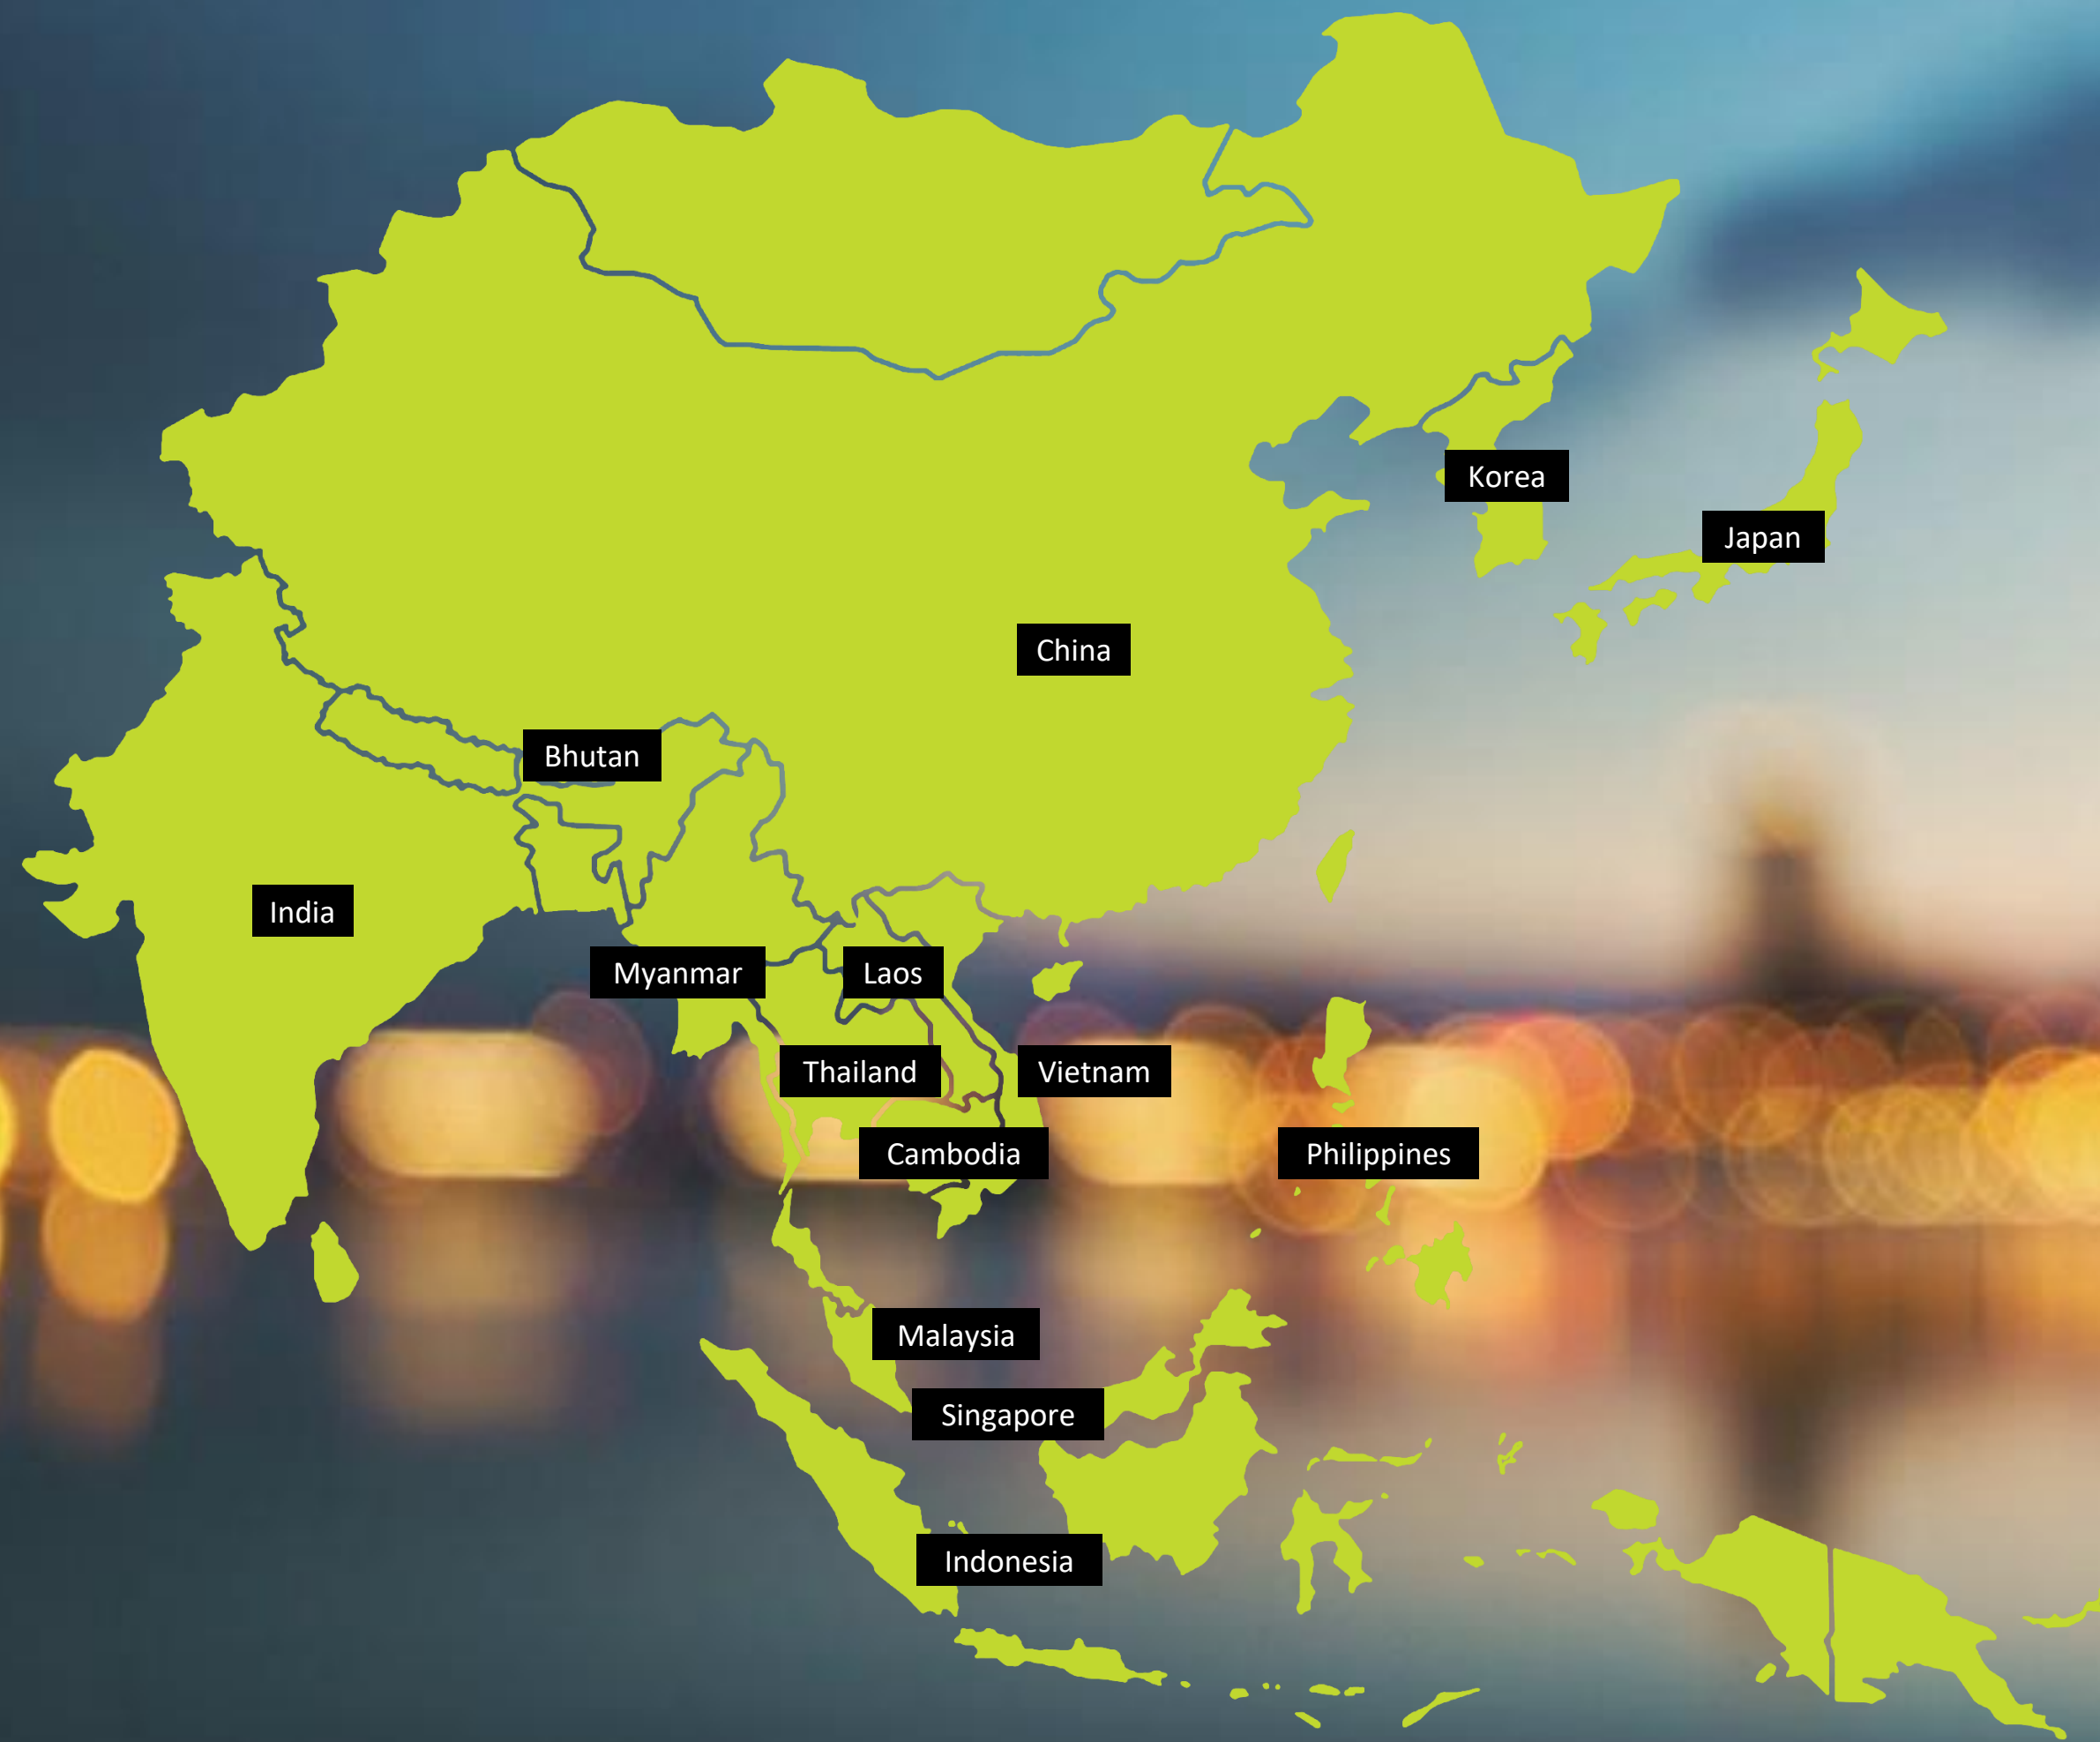 Korea
Japan
China
Bhutan
India
Myanmar
Laos
Thailand
Vietnam
Cambodia
Philippines
Malaysia
Singapore
Indonesia